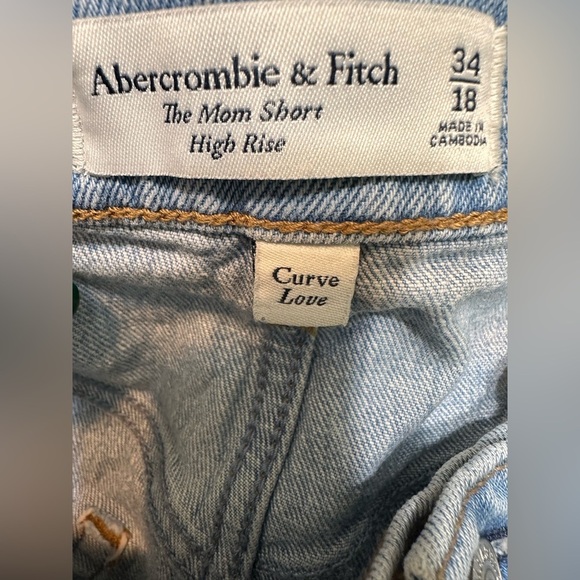 Abercrombie & Fitch
The Mom Short
High Rise
34
18
MADE IN
CAMBODIA
Curve
Love